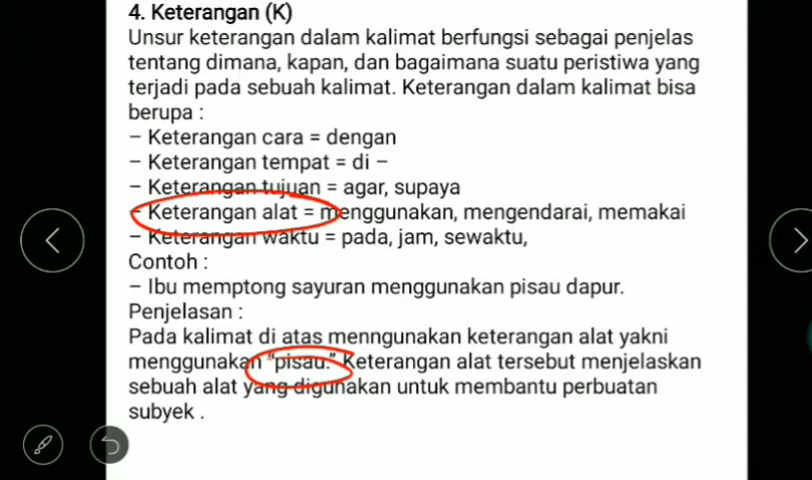 4. Keterangan (K)
Unsur keterangan dalam kalimat berfungsi sebagai penjelas
tentang dimana, kapan, dan bagaimana suatu peristiwa yang
terjadi pada sebuah kalimat. Keterangan dalam kalimat bisa
berupa :
– Keterangan cara = dengan
– Keterangan tempat = di –
– Keterangan tujuan = agar, supaya
– Keterangan alat = menggunakan, mengendarai, memakai
– Keterangan waktu = pada, jam, sewaktu,
Contoh :
– Ibu memptong sayuran menggunakan pisau dapur.
Penjelasan :
Pada kalimat di atas menngunakan keterangan alat yakni
menggunakan “pisau.” Keterangan alat tersebut menjelaskan
sebuah alat yang digunakan untuk membantu perbuatan
subyek .